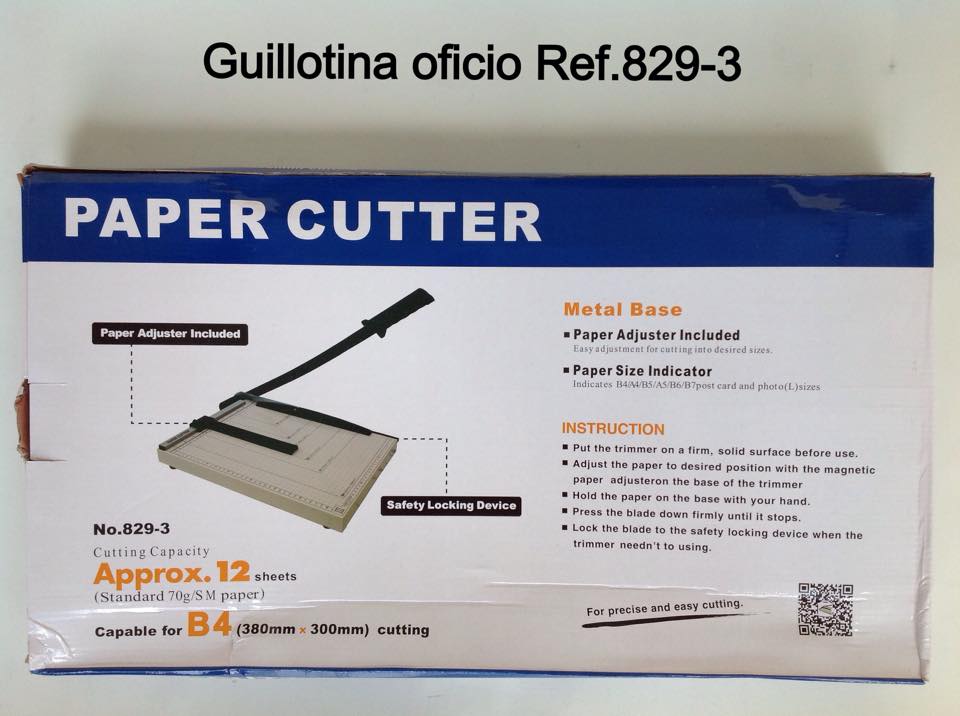 Guillotina oficio Ref.829-3
PAPER CUTTER
Paper Adjuster Included
Safety Locking Device
No.829-3
Cutting Capacity
Approx. 12 sheets
(Standard 70g/SM paper)
Capable for B4 (380mm × 300mm) cutting
Metal Base
▪ Paper Adjuster Included
Easy adjustment for cutting into desired sizes.
▪ Paper Size Indicator
Indicates B4/A4/B5/A5/B6/B7post card and photo(L)sizes
INSTRUCTION
▪ Put the trimmer on a firm, solid surface before use.
▪ Adjust the paper to desired position with the magnetic
paper adjusteron the base of the trimmer
▪ Hold the paper on the base with your hand.
▪ Press the blade down firmly until it stops.
▪ Lock the blade to the safety locking device when the
trimmer needn't to using.
For precise and easy cutting.